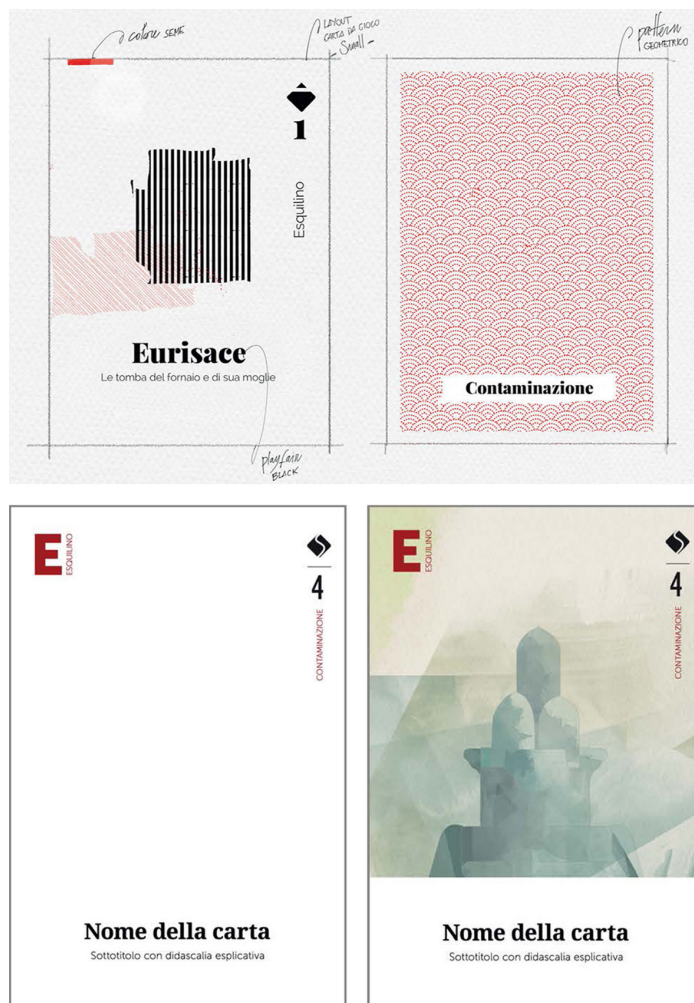 colore SEME
LAYOUT
CARTA DA GIOCO
- Small -
pattern
GEOMETRICO
1
Esquilino
Eurisace
Le tomba del fornaio e di sua moglie
playfair
BLACK
Contaminazione
E
ESQUILINO
4
CONTAMINAZIONE
Nome della carta
Sottotitolo con didascalia esplicativa
E
ESQUILINO
4
CONTAMINAZIONE
Nome della carta
Sottotitolo con didascalia esplicativa